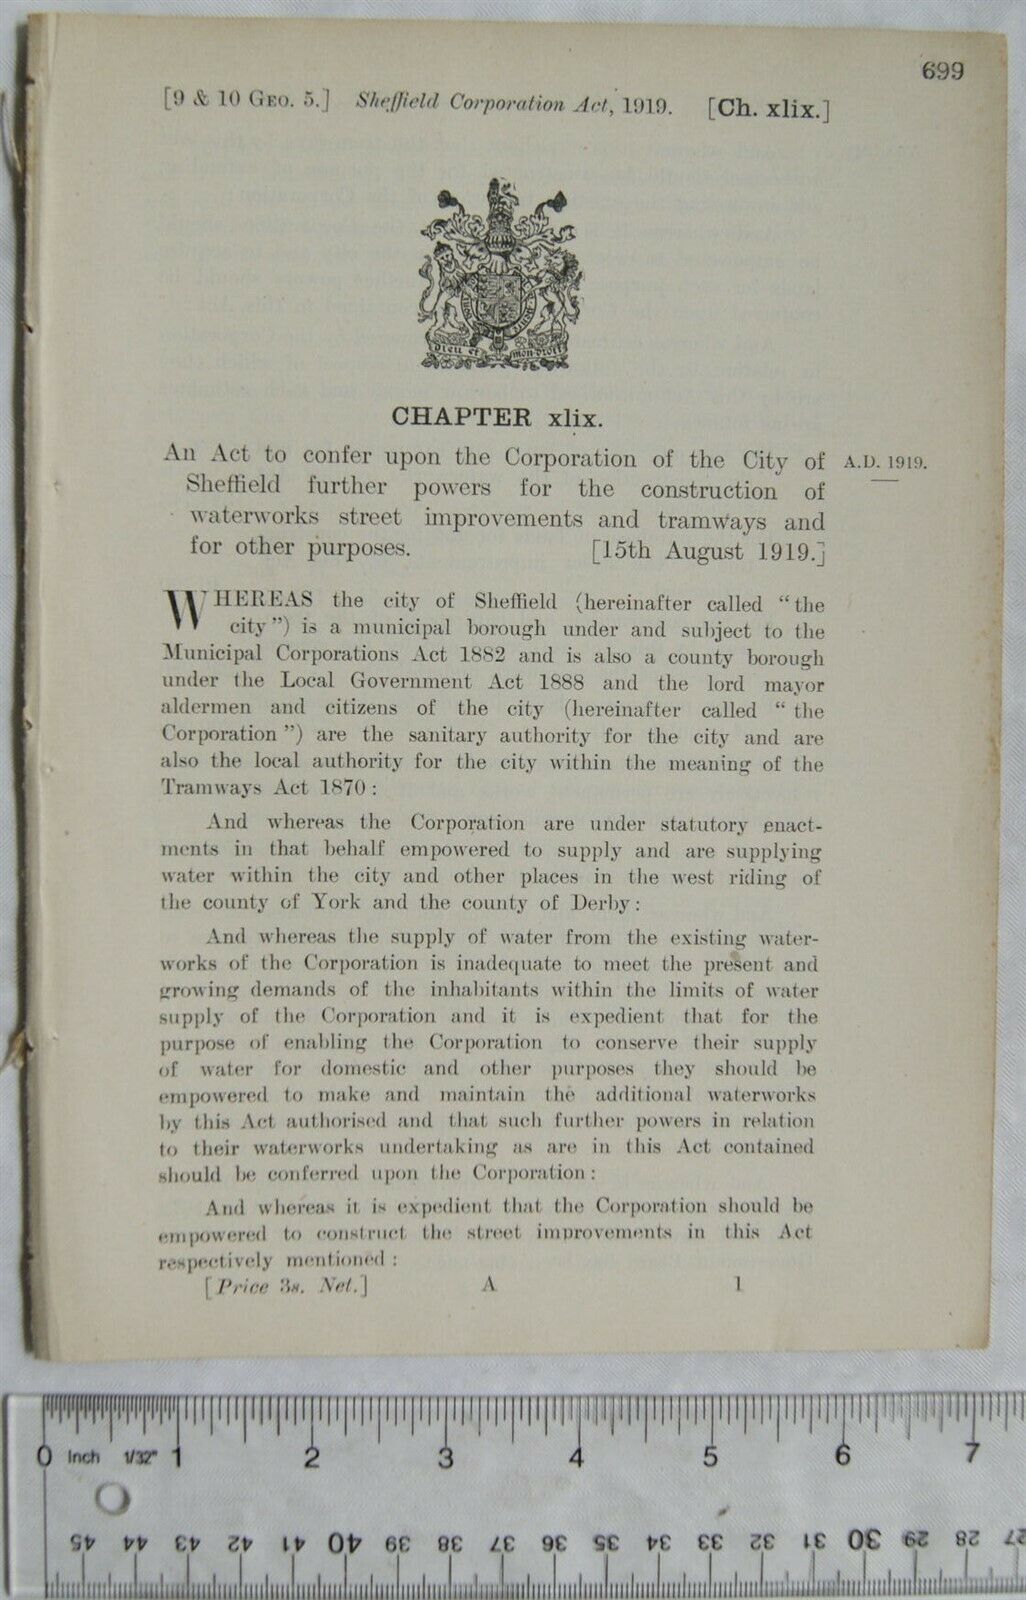 699
[9 & 10 GEO. 5.] Sheffield Corporation Act, 1919. [Ch. xlix.]
DIEU ET MON DROIT
CHAPTER xlix.
An Act to confer upon the Corporation of the City of A.D. 1919.
Sheffield further powers for the construction of
waterworks street improvements and tramways and
for other purposes. [15th August 1919.]
WHEREAS the city of Sheffield (hereinafter called “the
city”) is a municipal borough under and subject to the
Municipal Corporations Act 1882 and is also a county borough
under the Local Government Act 1888 and the lord mayor
aldermen and citizens of the city (hereinafter called “the
Corporation”) are the sanitary authority for the city and are
also the local authority for the city within the meaning of the
Tramways Act 1870:
And whereas the Corporation are under statutory enact-
ments in that behalf empowered to supply and are supplying
water within the city and other places in the west riding of
the county of York and the county of Derby:
And whereas the supply of water from the existing water-
works of the Corporation is inadequate to meet the present and
growing demands of the inhabitants within the limits of water
supply of the Corporation and it is expedient that for the
purpose of enabling the Corporation to conserve their supply
of water for domestic and other purposes they should be
empowered to make and maintain the additional waterworks
by this Act authorised and that such further powers in relation
to their waterworks undertaking as are in this Act contained
should be conferred upon the Corporation:
And whereas it is expedient that the Corporation should be
empowered to construct the street improvements in this Act
respectively mentioned:
[Price 3s. Net.] A 1
0 Inch 1/32" 1 2 3 4 5 6 7
45 44 43 42 41 40 39 38 37 36 35 34 33 32 31 30 29 28 27